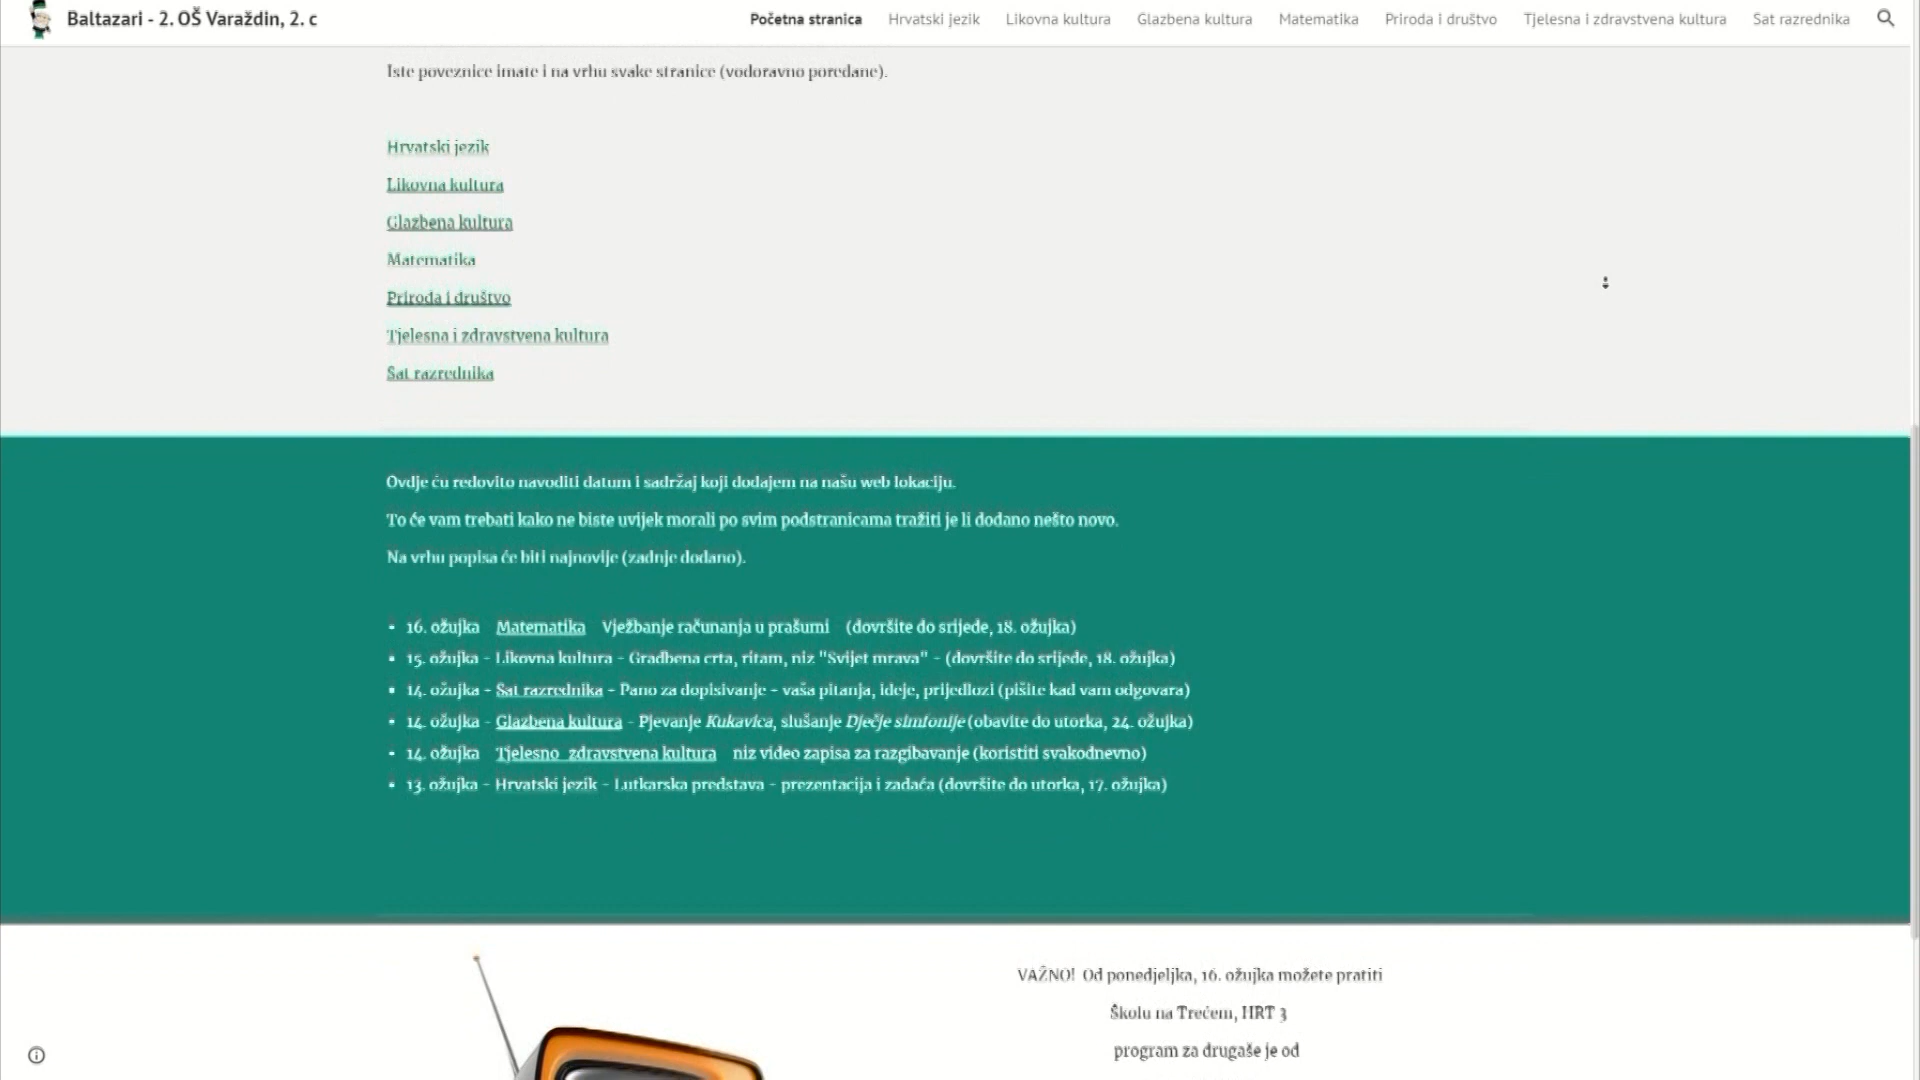 Baltazari - 2. OŠ Varaždin, 2. c
Početna stranica Hrvatski jezik Likovna kultura Glazbena kultura Matematika Priroda i društvo Tjelesna i zdravstvena kultura Sat razrednika
Iste poveznice imate i na vrhu svake stranice (vodoravno poredane).
Hrvatski jezik
Likovna kultura
Glazbena kultura
Matematika
Priroda i društvo
Tjelesna i zdravstvena kultura
Sat razrednika
Ovdje ću redovito navoditi datum i sadržaj koji dodajem na našu web lokaciju.
To će vam trebati kako ne biste uvijek morali po svim podstranicama tražiti je li dodano nešto novo.
Na vrhu popisa će biti najnovije (zadnje dodano).
• 16. ožujka Matematika Vježbanje računanja u prašumi (dovršite do srijede, 18. ožujka)
• 15. ožujka - Likovna kultura - Gradbena crta, ritam, niz "Svijet mrava" - (dovršite do srijede, 18. ožujka)
• 14. ožujka - Sat razrednika - Pano za dopisivanje - vaša pitanja, ideje, prijedlozi (pišite kad vam odgovara)
• 14. ožujka - Glazbena kultura - Pjevanje Kukavica, slušanje Dječje simfonije (obavite do utorka, 24. ožujka)
• 14. ožujka Tjelesno zdravstvena kultura niz video zapisa za razgibavanje (koristiti svakodnevno)
• 13. ožujka - Hrvatski jezik - Lutkarska predstava - prezentacija i zadaća (dovršite do utorka, 17. ožujka)
VAŽNO! Od ponedjeljka, 16. ožujka možete pratiti
Školu na Trećem, HRT 3
program za drugaše je od